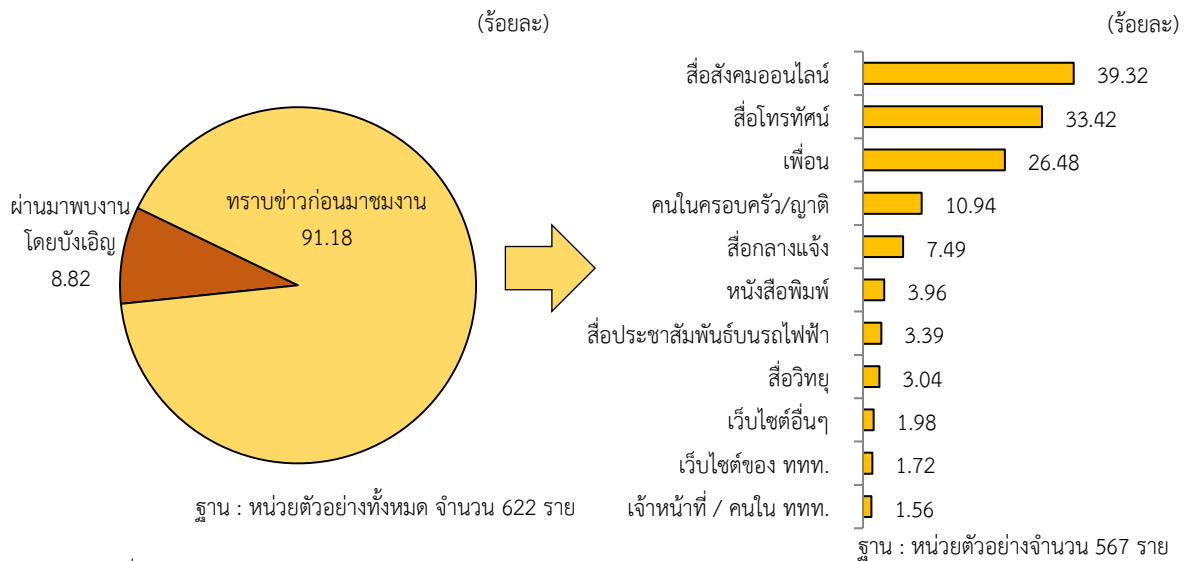 (ร้อยละ)
ผ่านมาพบงาน
โดยบังเอิญ
8.82
ทราบข่าวก่อนมาชมงาน
91.18
ฐาน : หน่วยตัวอย่างทั้งหมด จำนวน 622 ราย
(ร้อยละ)
สื่อสังคมออนไลน์ 39.32
สื่อโทรทัศน์ 33.42
เพื่อน 26.48
คนในครอบครัว/ญาติ 10.94
สื่อกลางแจ้ง 7.49
หนังสือพิมพ์ 3.96
สื่อประชาสัมพันธ์บนรถไฟฟ้า 3.39
สื่อวิทยุ 3.04
เว็บไซต์อื่นๆ 1.98
เว็บไซต์ของ ททท. 1.72
เจ้าหน้าที่ / คนใน ททท. 1.56
ฐาน : หน่วยตัวอย่างจำนวน 567 ราย